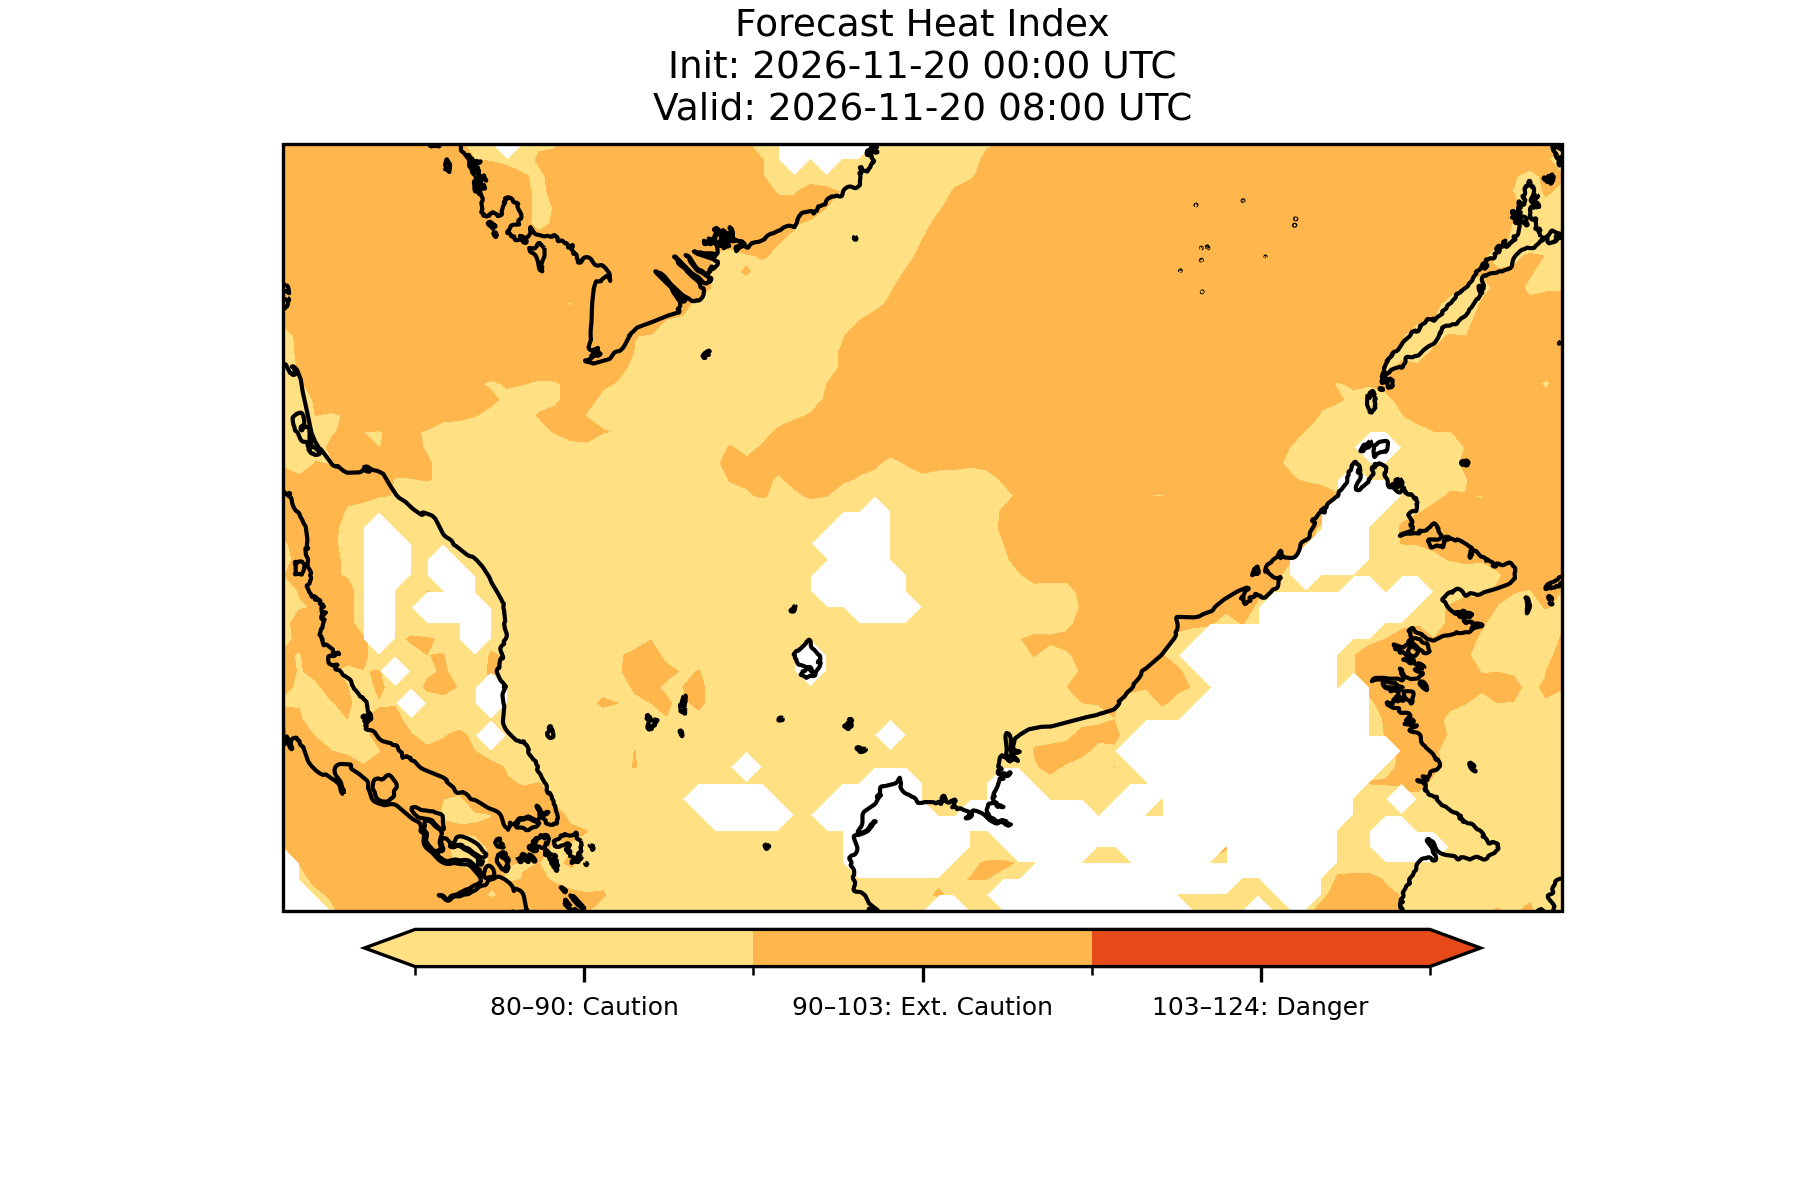 Forecast Heat Index
Init: 2026-11-20 00:00 UTC
Valid: 2026-11-20 08:00 UTC
80–90: Caution
90–103: Ext. Caution
103–124: Danger